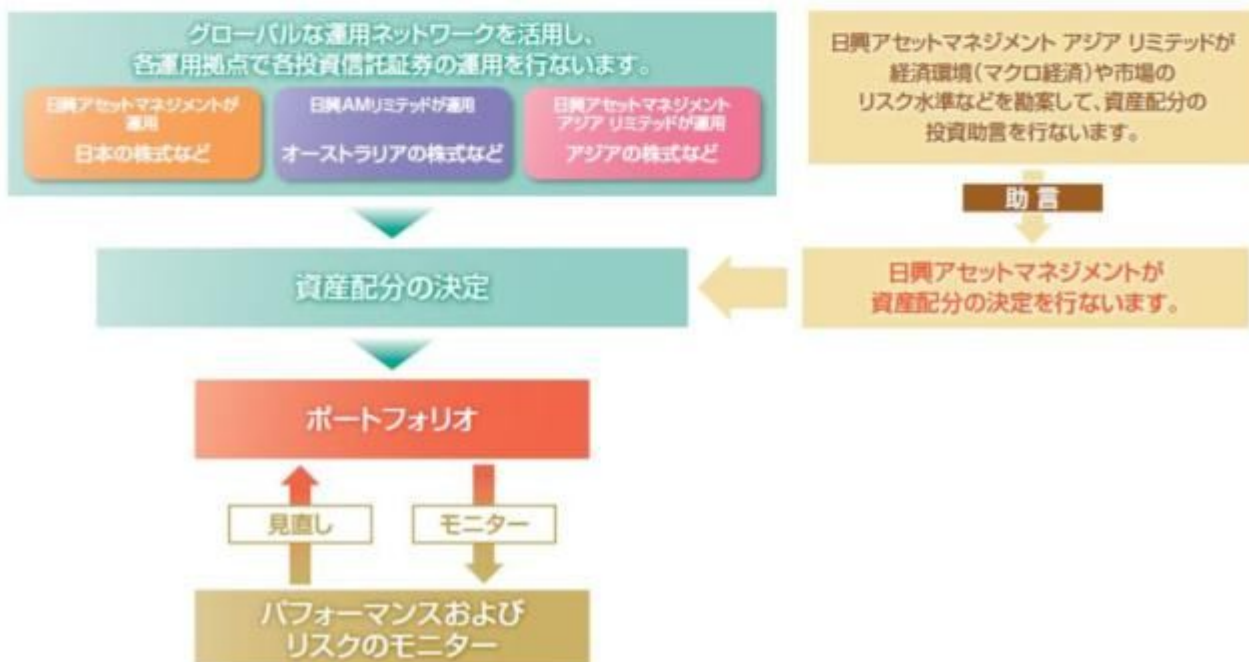 グローバルな運用ネットワークを活用し、
各運用拠点で各投資信託証券の運用を行ないます。
日興アセットマネジメントが
運用
日本の株式など
日興AMリミテッドが運用
オーストラリアの株式など
日興アセットマネジメント
アジア リミテッドが運用
アジアの株式など
日興アセットマネジメント アジア リミテッドが
経済環境(マクロ経済)や市場の
リスク水準などを勘案して、資産配分の
投資助言を行ないます。
助言
日興アセットマネジメントが
資産配分の決定を行ないます。
資産配分の決定
ポートフォリオ
見直し
モニター
パフォーマンスおよび
リスクのモニター